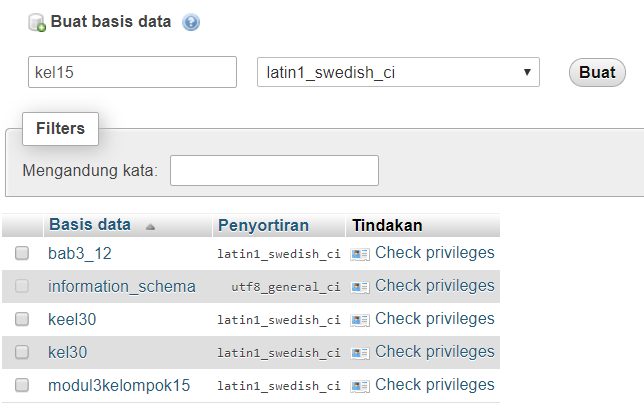 Buat basis data
kel15 latin1_swedish_ci Buat
Filters
Mengandung kata:
Basis data Penyortiran Tindakan
bab3_12 latin1_swedish_ci Check privileges
information_schema utf8_general_ci Check privileges
keel30 latin1_swedish_ci Check privileges
kel30 latin1_swedish_ci Check privileges
modul3kelompok15 latin1_swedish_ci Check privileges